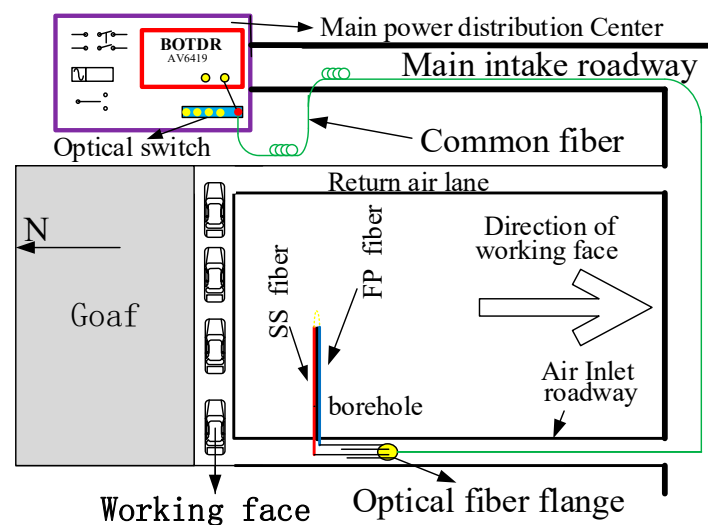 Main power distribution Center
BOTDR
AV6419
Main intake roadway
Common fiber
Optical switch
Return air lane
N
Direction of
working face
SS fiber
FP fiber
Goaf
Air Inlet
roadway
borehole
Optical fiber flange
Working face